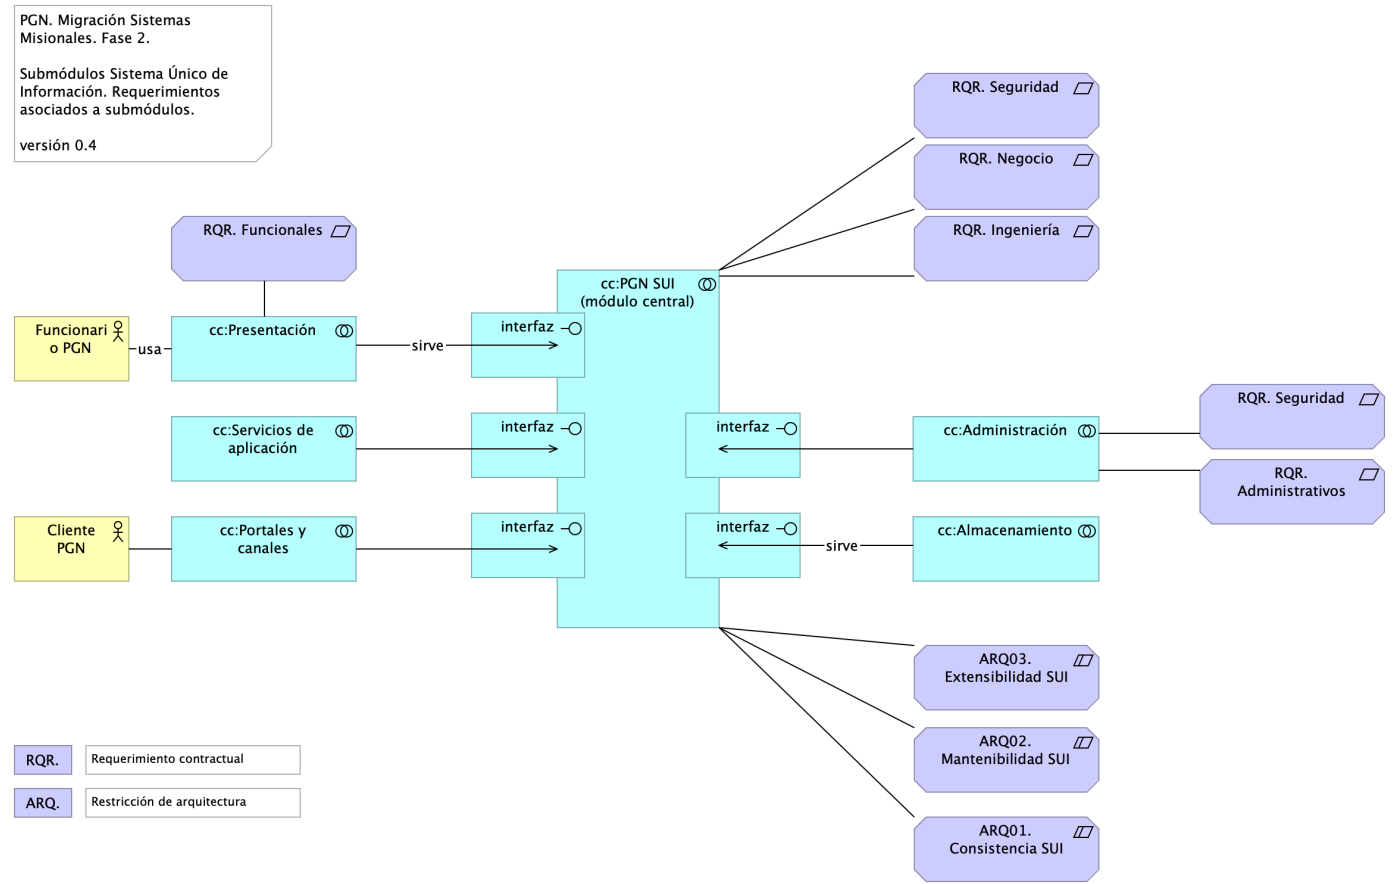 PGN. Migración Sistemas
Misionales. Fase 2.
Submódulos Sistema Único de
Información. Requerimientos
asociados a submódulos.
versión 0.4
RQR. Seguridad
RQR. Negocio
RQR. Ingeniería
RQR. Funcionales
cc:PGN SUI
(módulo central)
Funcionari
o PGN
usa
cc:Presentación
sirve
interfaz
cc:Servicios de
aplicación
interfaz
interfaz
cc:Administración
RQR. Seguridad
RQR.
Administrativos
Cliente
PGN
cc:Portales y
canales
interfaz
interfaz
sirve
cc:Almacenamiento
ARQ03.
Extensibilidad SUI
ARQ02.
Mantenibilidad SUI
ARQ01.
Consistencia SUI
RQR.
Requerimiento contractual
ARQ.
Restricción de arquitectura